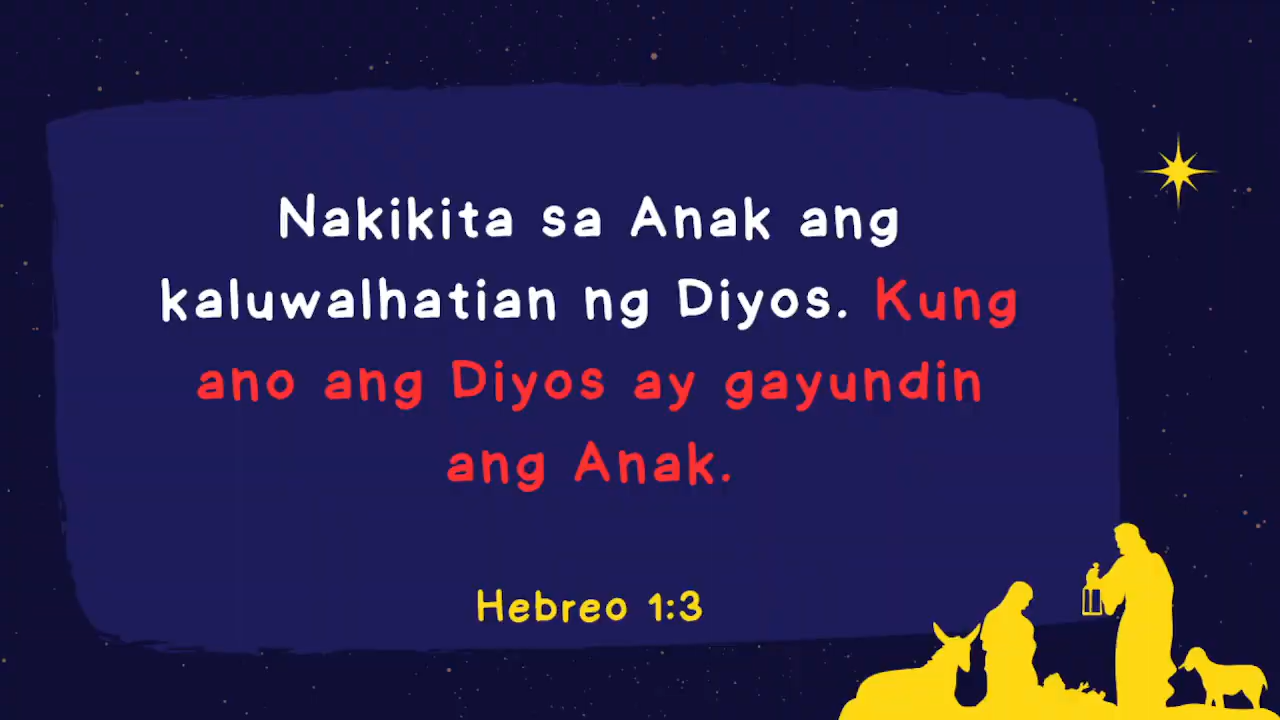 Nakikita sa Anak ang
kaluwalhatian ng Diyos. Kung
ano ang Diyos ay gayundin
ang Anak.
Hebreo 1:3